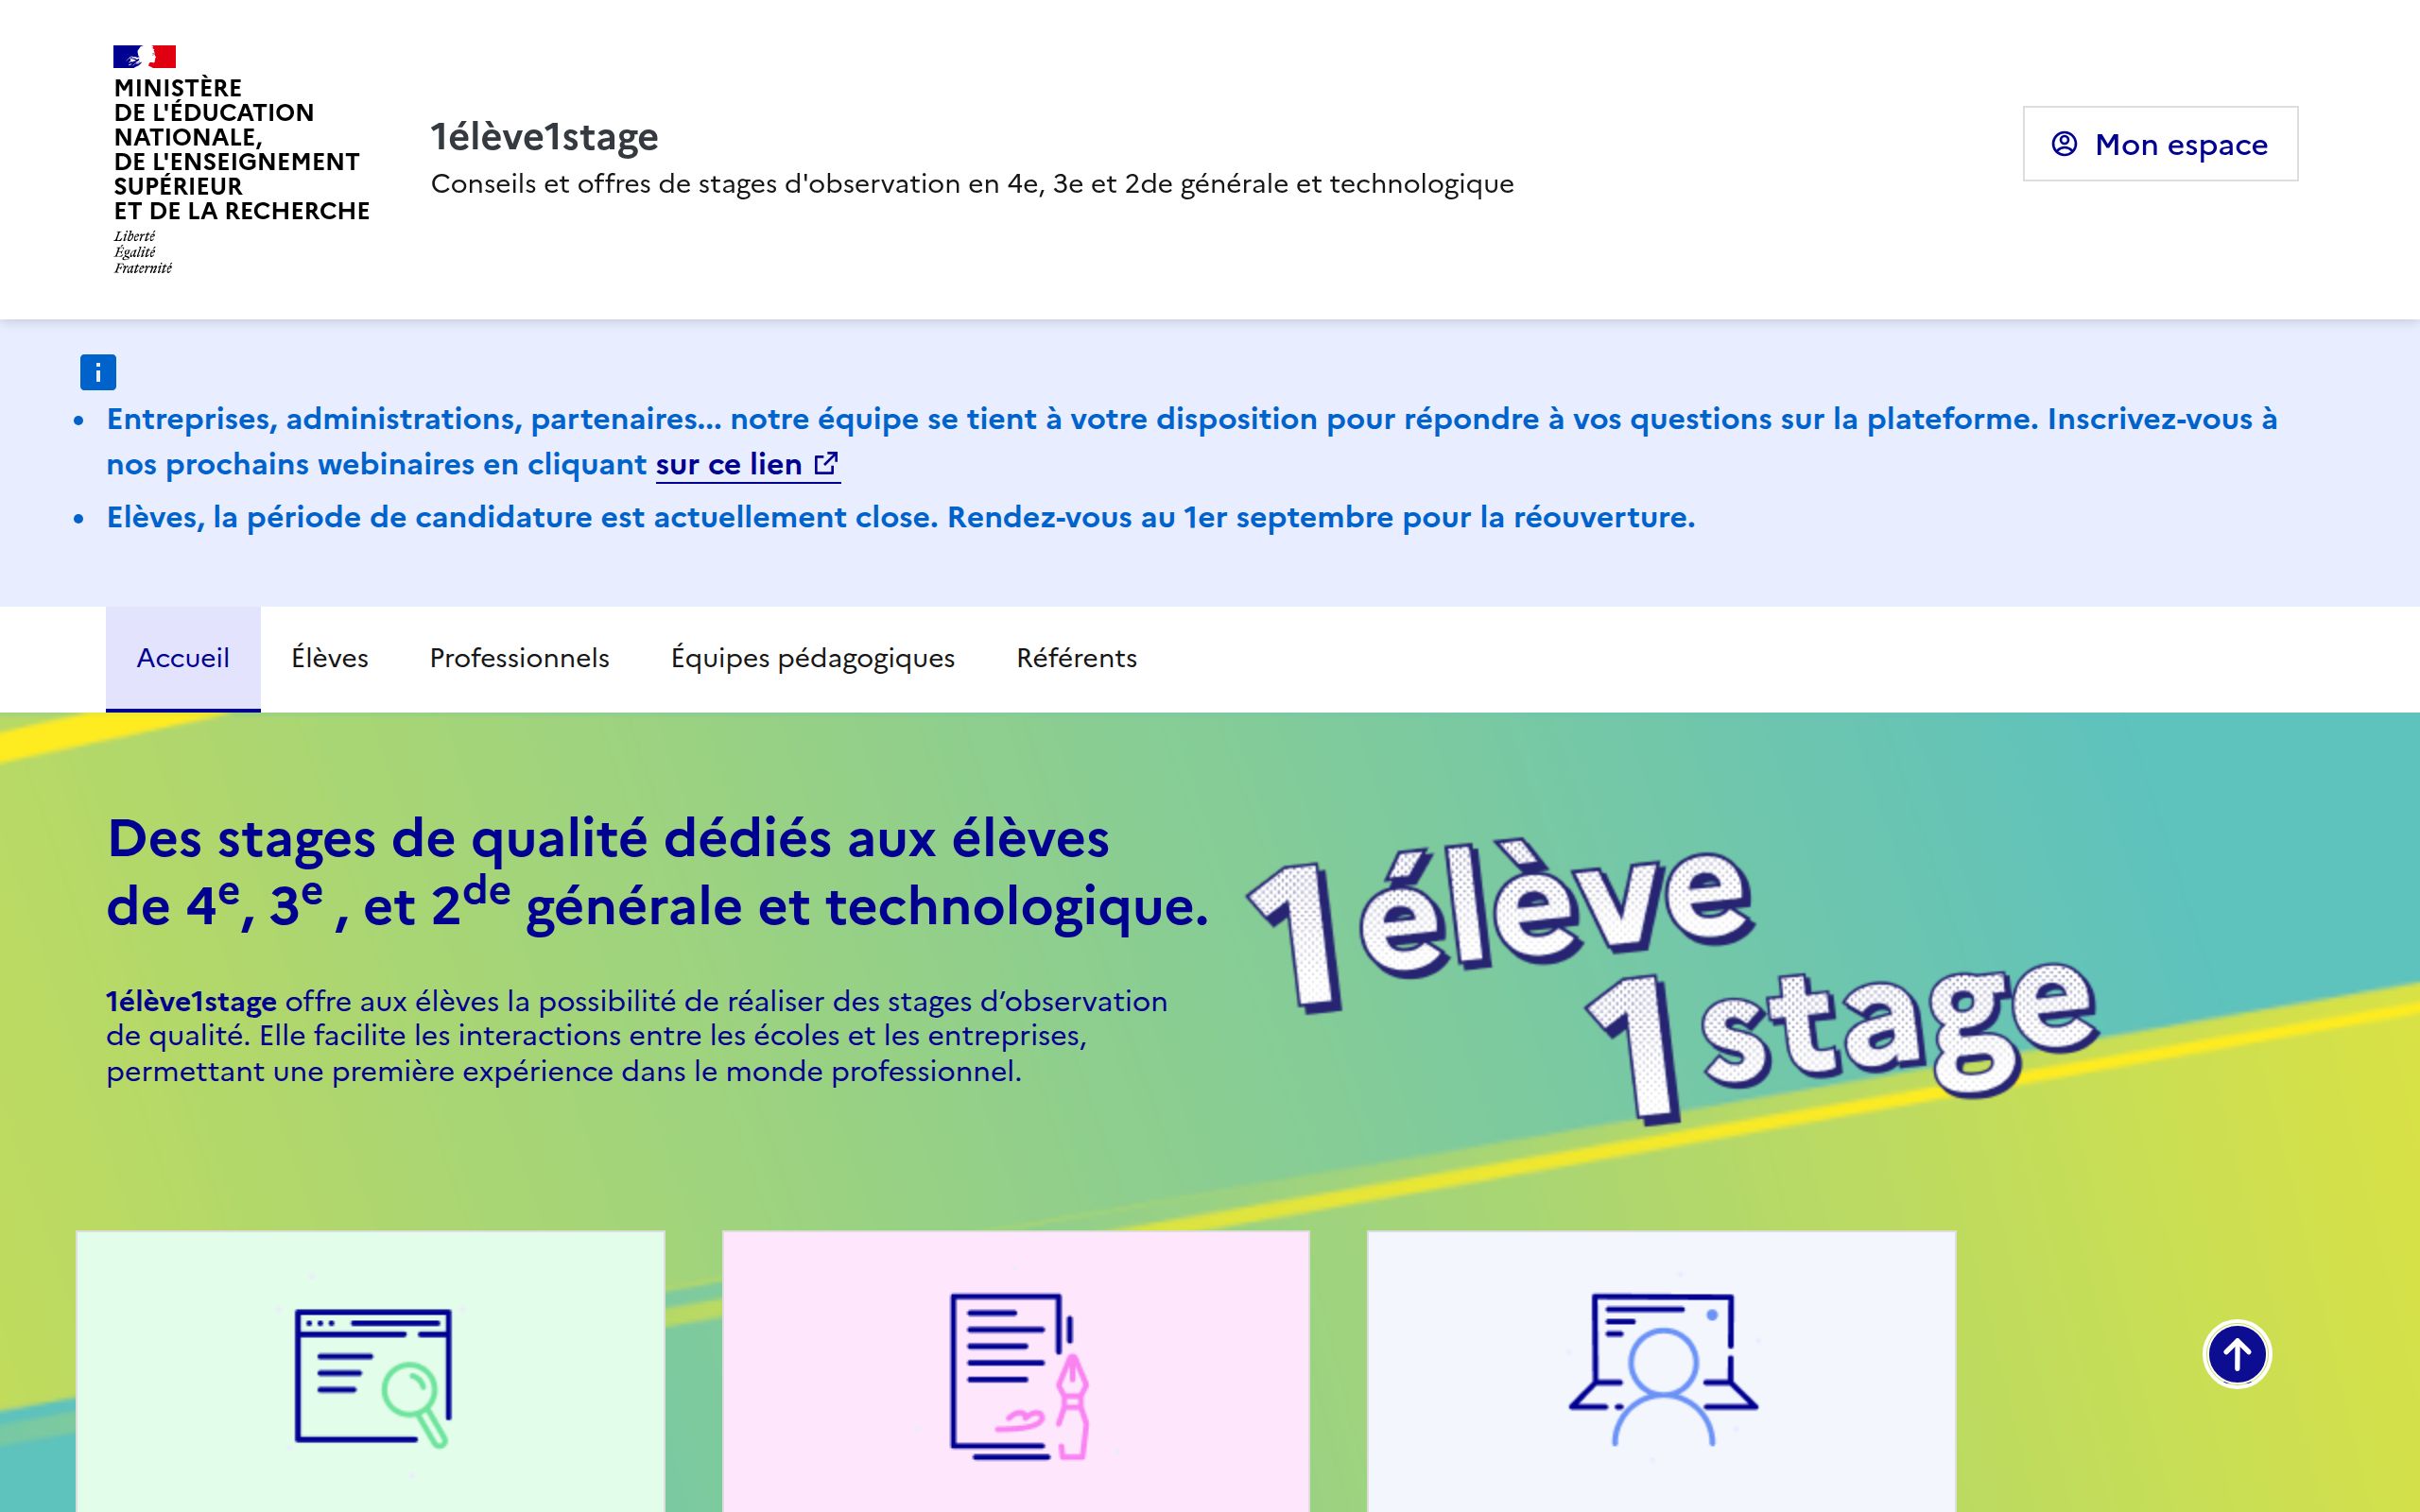 MINISTÈRE
DE L'ÉDUCATION
NATIONALE,
DE L'ENSEIGNEMENT
SUPÉRIEUR
ET DE LA RECHERCHE
Liberté
Égalité
Fraternité
1élève1stage
Conseils et offres de stages d'observation en 4e, 3e et 2de générale et technologique
Mon espace
• Entreprises, administrations, partenaires... notre équipe se tient à votre disposition pour répondre à vos questions sur la plateforme. Inscrivez-vous à
nos prochains webinaires en cliquant sur ce lien
• Elèves, la période de candidature est actuellement close. Rendez-vous au 1er septembre pour la réouverture.
Accueil Élèves Professionnels Équipes pédagogiques Référents
Des stages de qualité dédiés aux élèves
de 4e, 3e , et 2de générale et technologique.
1élève1stage offre aux élèves la possibilité de réaliser des stages d’observation
de qualité. Elle facilite les interactions entre les écoles et les entreprises,
permettant une première expérience dans le monde professionnel.
1 élève
1 stage